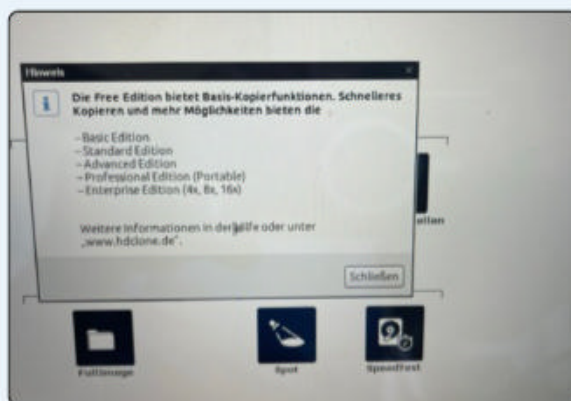 Hinweis
Die Free Edition bietet Basis-Kopierfunktionen. Schnelleres
Kopieren und mehr Möglichkeiten bieten die
– Basic Edition
– Standard Edition
– Advanced Edition
– Professional Edition (Portable)
– Enterprise Edition (4x, 8x, 16x)
Weitere Informationen in der Hilfe oder unter
„www.hdclone.de“.
Schließen
FullImage
Spot
SpeedTest